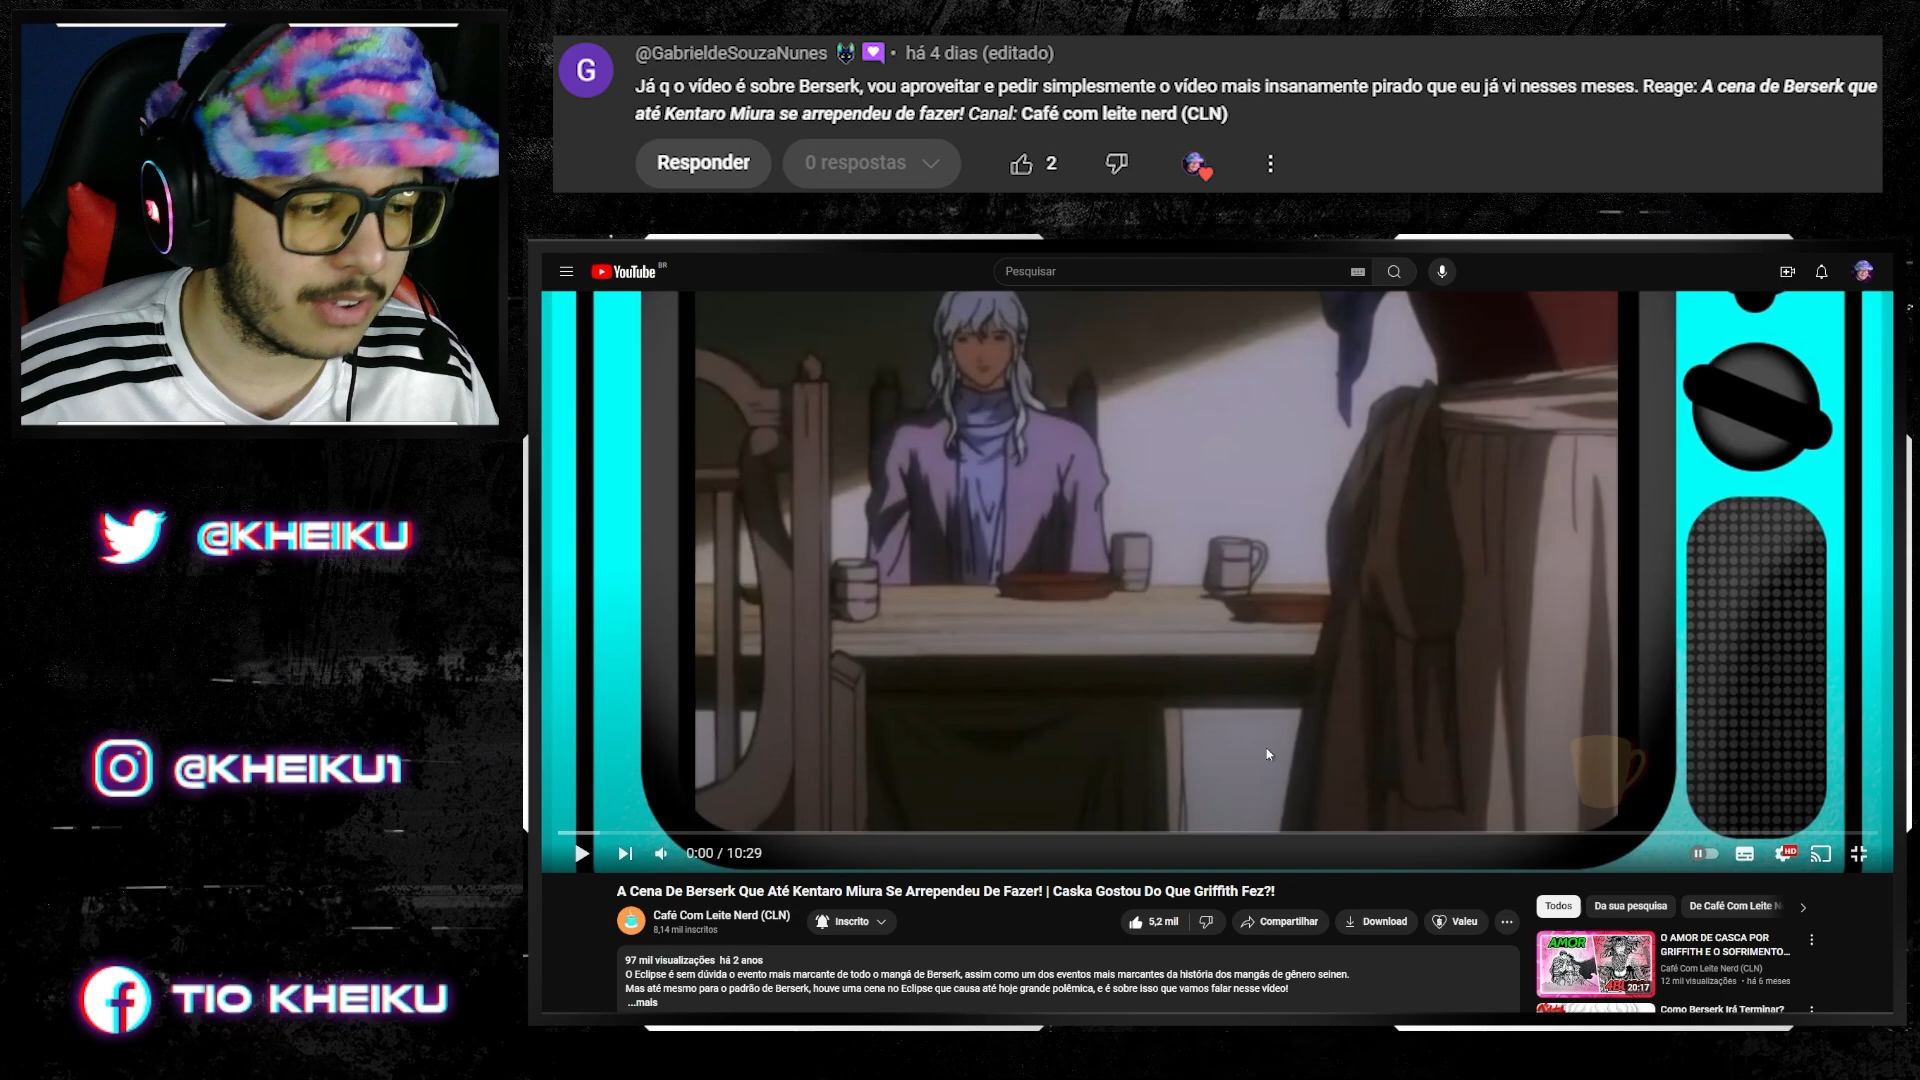 G
@GabrieldeSouzaNunes • há 4 dias (editado)
Já q o vídeo é sobre Berserk, vou aproveitar e pedir simplesmente o vídeo mais insanamente pirado que eu já vi nesses meses. Reage: A cena de Berserk que
até Kentaro Miura se arrependeu de fazer! Canal: Café com leite nerd (CLN)
Responder
0 respostas
2
YouTube BR
Pesquisar
@KHEIKU
@KHEIKU1
TIO KHEIKU
0:00 / 10:29
HD
A Cena De Berserk Que Até Kentaro Miura Se Arrependeu De Fazer! | Caska Gostou Do Que Griffith Fez?!
Café Com Leite Nerd (CLN)
8,14 mil inscritos
Inscrito
5,2 mil
Compartilhar
Download
Valeu
97 mil visualizações há 2 anos
O Eclipse é sem dúvida o evento mais marcante de todo o mangá de Berserk, assim como um dos eventos mais marcantes da história dos mangás de gênero seinen.
Mas até mesmo para o padrão de Berserk, houve uma cena no Eclipse que causa até hoje grande polêmica, e é sobre isso que vamos falar nesse vídeo!
...mais
Todos
Da sua pesquisa
De Café Com Leite N
AMOR
20:17
O AMOR DE CASCA POR
GRIFFITH E O SOFRIMENTO...
Café Com Leite Nerd (CLN)
12 mil visualizações • há 6 meses
Como Berserk Irá Terminar?